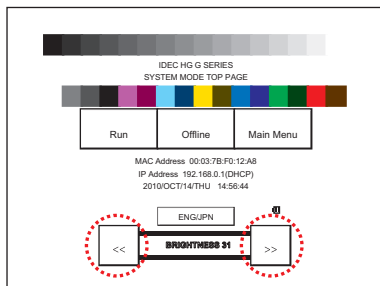 IDEC HG G SERIES
SYSTEM MODE TOP PAGE
Run Offline Main Menu
MAC Address 00:03:7B:F0:12:A8
IP Address 192.168.0.1(DHCP)
2010/OCT/14/THU 14:56:44
ENG/JPN
<< BRIGHTNESS 31 >>